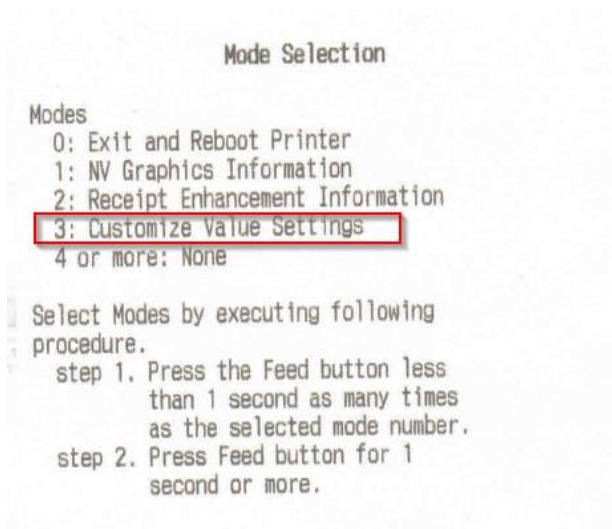 Mode Selection
Modes
0: Exit and Reboot Printer
1: NV Graphics Information
2: Receipt Enhancement Information
3: Customize Value Settings
4 or more: None
Select Modes by executing following
procedure.
step 1. Press the Feed button less
than 1 second as many times
as the selected mode number.
step 2. Press Feed button for 1
second or more.